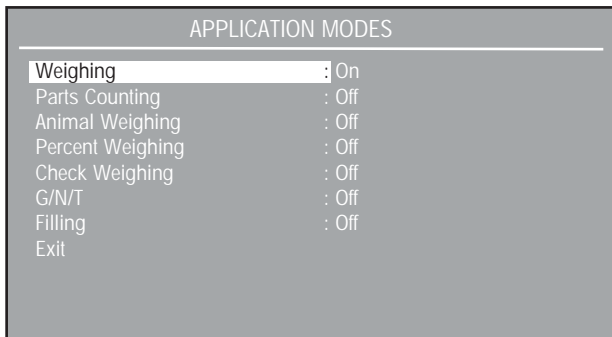 APPLICATION MODES
Weighing : On
Parts Counting : Off
Animal Weighing : Off
Percent Weighing : Off
Check Weighing : Off
G/N/T : Off
Filling : Off
Exit